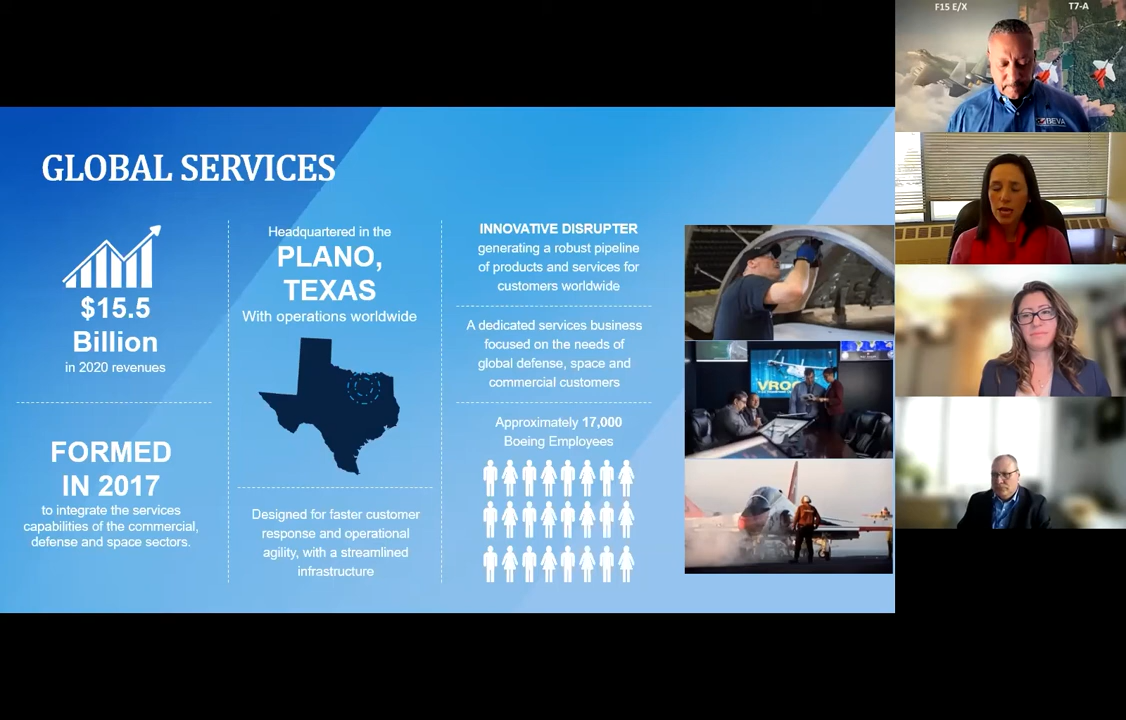 GLOBAL SERVICES
$15.5
Billion
in 2020 revenues
FORMED
IN 2017
to integrate the services
capabilities of the commercial,
defense and space sectors.
Headquartered in the
PLANO,
TEXAS
With operations worldwide
Designed for faster customer
response and operational
agility, with a streamlined
infrastructure
INNOVATIVE DISRUPTER
generating a robust pipeline
of products and services for
customers worldwide
A dedicated services business
focused on the needs of
global defense, space and
commercial customers
Approximately 17,000
Boeing Employees
VROC
F15 E/X
T7-A
BEVA